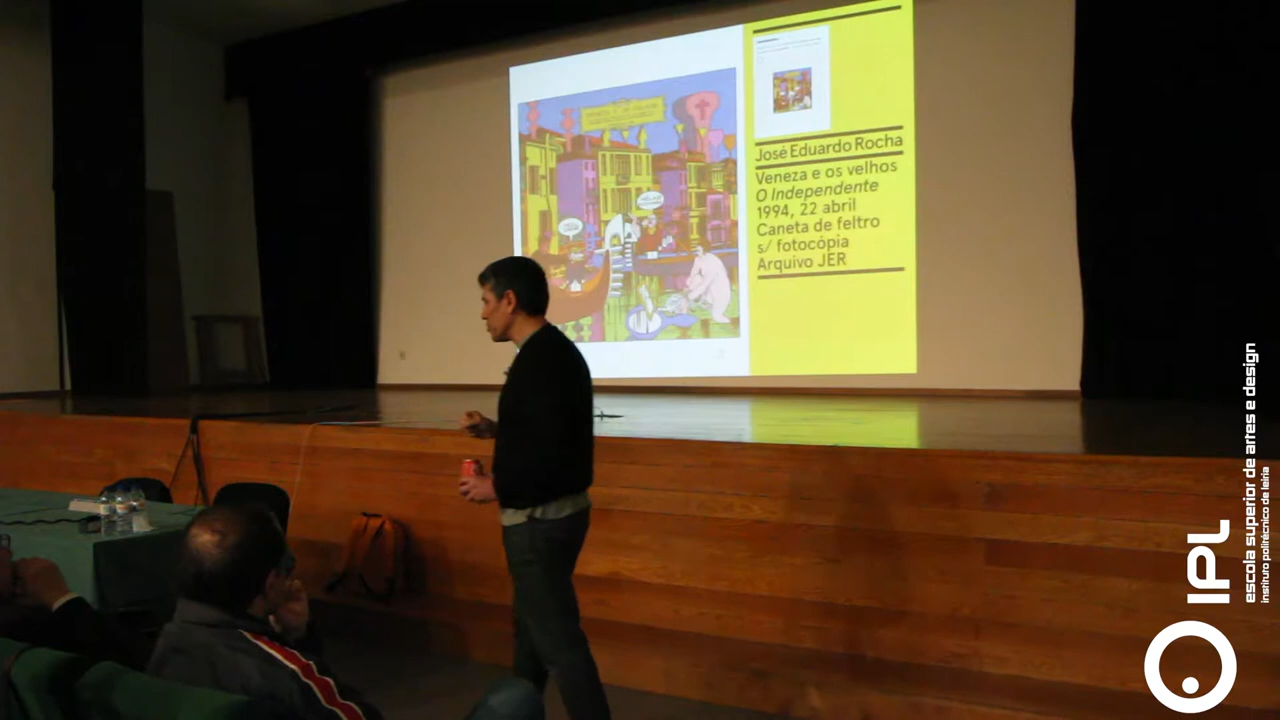 José Eduardo Rocha
Veneza e os velhos
O Independente
1994, 22 abril
Caneta de feltro
s/ fotocópia
Arquivo JER
IPL
escola superior de artes e design
instituto politécnico de leiria